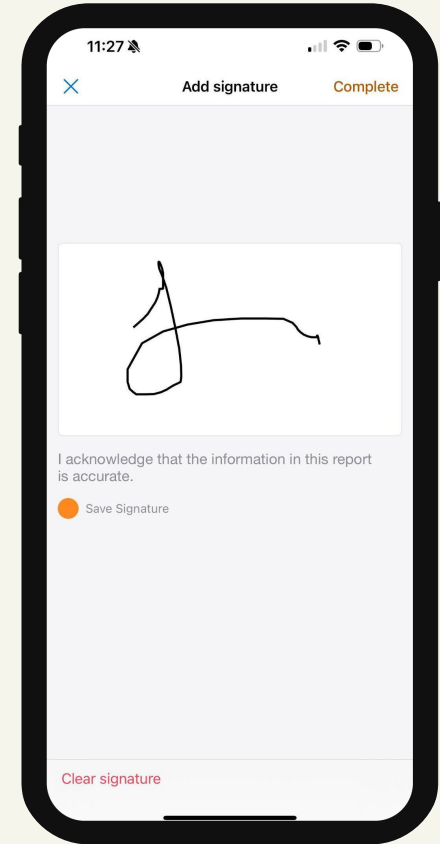 11:27
Add signature
Complete
I acknowledge that the information in this report
is accurate.
Save Signature
Clear signature